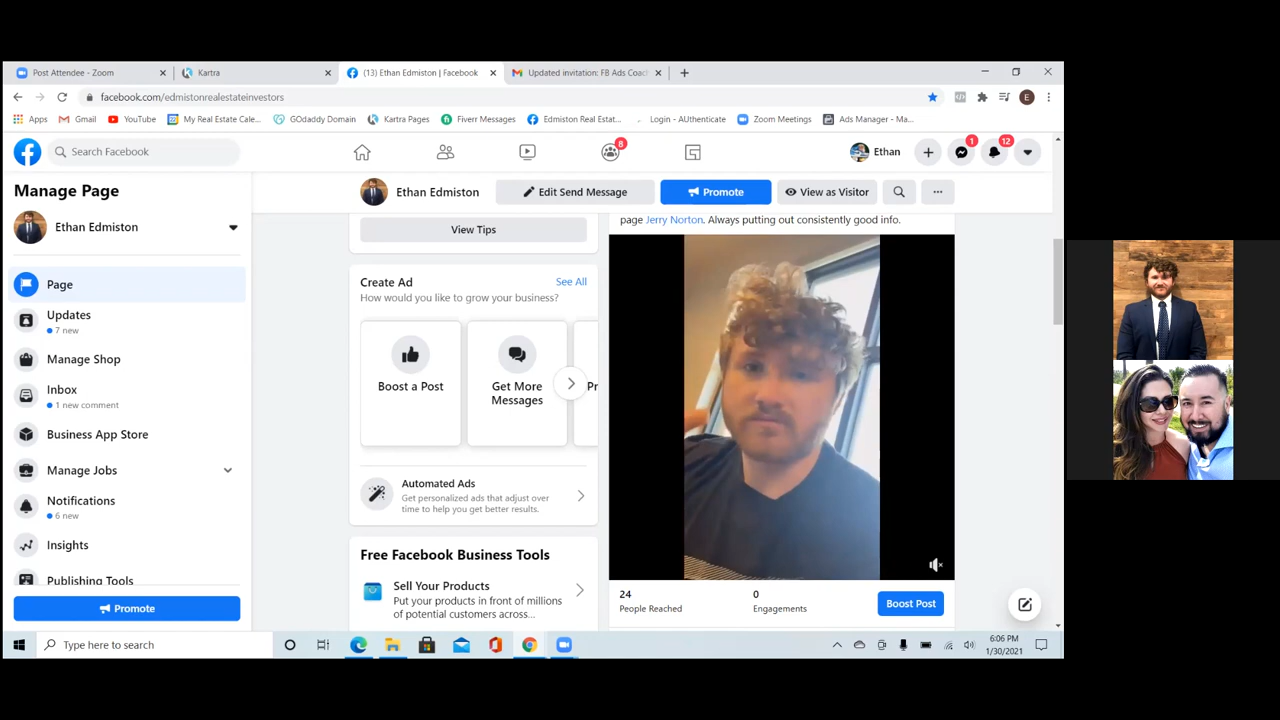 Post Attendee - Zoom
Kartra
(13) Ethan Edmiston | Facebook
Updated invitation: FB Ads Coac
facebook.com/edmistonrealestateinvestors
E
Apps
Gmail
YouTube
My Real Estate Cale...
GOdaddy Domain
Kartra Pages
Fiverr Messages
Edmiston Real Estat...
Login - AUthenticate
Zoom Meetings
Ads Manager - Ma...
Search Facebook
8
Ethan
1
12
Manage Page
Ethan Edmiston
Edit Send Message
Promote
View as Visitor
Ethan Edmiston
Page
Updates
7 new
Manage Shop
Inbox
1 new comment
Business App Store
Manage Jobs
Notifications
6 new
Insights
Publishing Tools
Promote
View Tips
Create Ad
See All
How would you like to grow your business?
Boost a Post
Get More
Messages
Pr
Automated Ads
Get personalized ads that adjust over
time to help you get better results.
Free Facebook Business Tools
Sell Your Products
Put your products in front of millions
of potential customers across...
page Jerry Norton. Always putting out consistently good info.
24
People Reached
0
Engagements
Boost Post
Type here to search
6:06 PM
1/30/2021